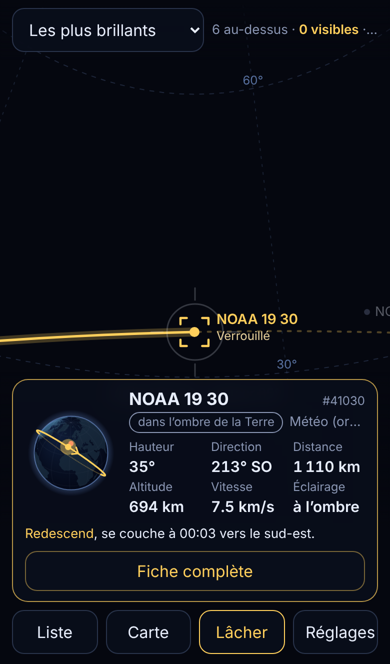 Les plus brillants
6 au-dessus · 0 visibles ·…
60°
NOAA 19 30
Verrouillé
30°
NOAA 19 30
#41030
dans l'ombre de la Terre
Météo (or…
Hauteur
Direction
Distance
35°
213° SO
1 110 km
Altitude
Vitesse
Éclairage
694 km
7.5 km/s
à l'ombre
Redescend, se couche à 00:03 vers le sud-est.
Fiche complète
Liste
Carte
Lâcher
Réglages